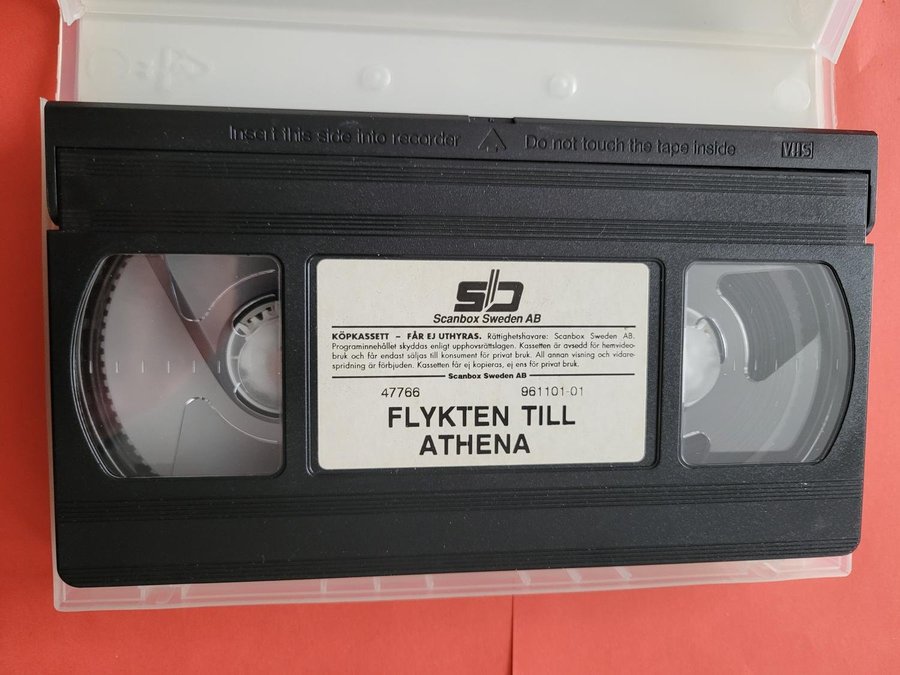 Insert this side into recorder Do not touch the tape inside VHS
sb
Scanbox Sweden AB
KÖPKASSETT – FÅR EJ UTHYRAS. Rättighetshavare: Scanbox Sweden AB.
Programinnehållet skyddas enligt upphovsrättslagen. Kassetten är avsedd för hemvideo-
bruk och får endast säljas till konsument för privat bruk. All annan visning och vidare-
spridning är förbjuden. Kassetten får ej kopieras, ej ens för privat bruk.
Scanbox Sweden AB
47766 961101-01
FLYKTEN TILL
ATHENA